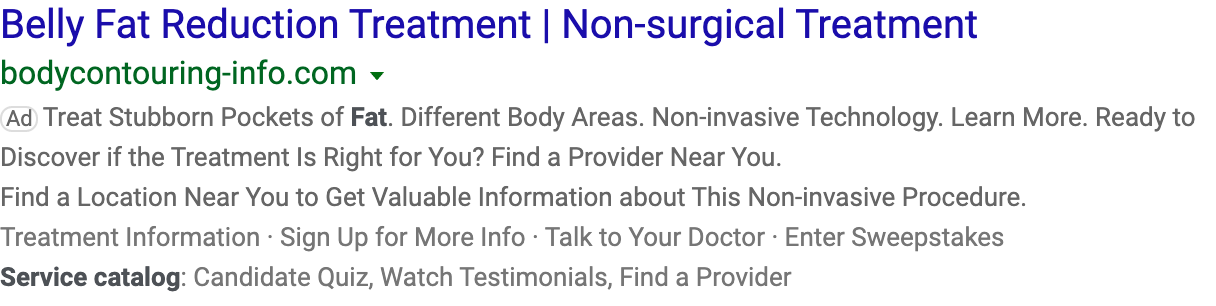 Belly Fat Reduction Treatment | Non-surgical Treatment
bodycontouring-info.com
Ad Treat Stubborn Pockets of Fat. Different Body Areas. Non-invasive Technology. Learn More. Ready to
Discover if the Treatment Is Right for You? Find a Provider Near You.
Find a Location Near You to Get Valuable Information about This Non-invasive Procedure.
Treatment Information · Sign Up for More Info · Talk to Your Doctor · Enter Sweepstakes
Service catalog: Candidate Quiz, Watch Testimonials, Find a Provider